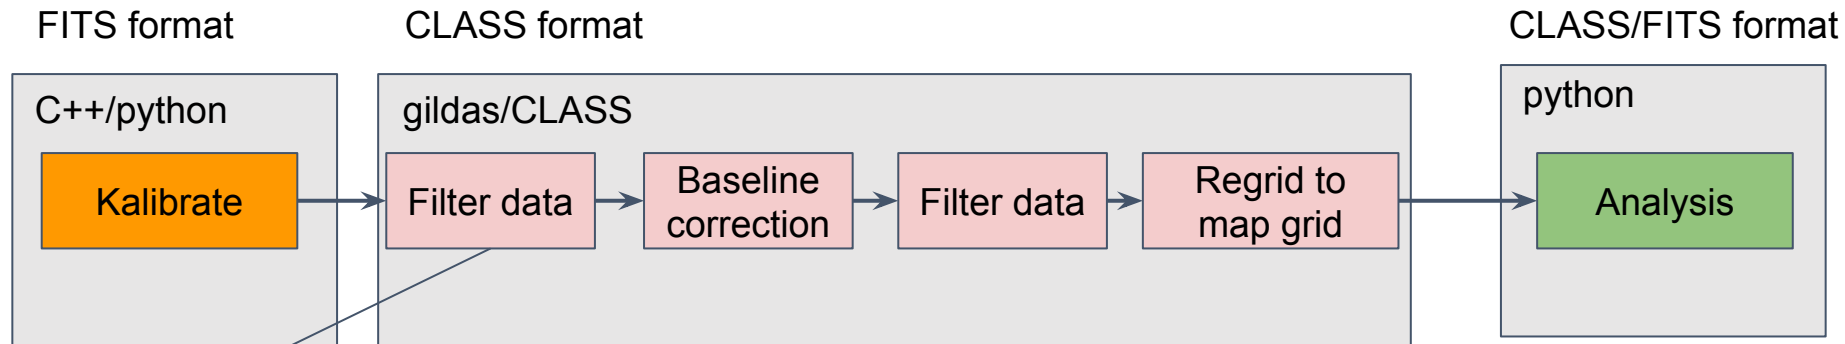 FITS format
CLASS format
CLASS/FITS format
C++/python
gildas/CLASS
python
Kalibrate
Filter data
Baseline
correction
Filter data
Regrid to
map grid
Analysis